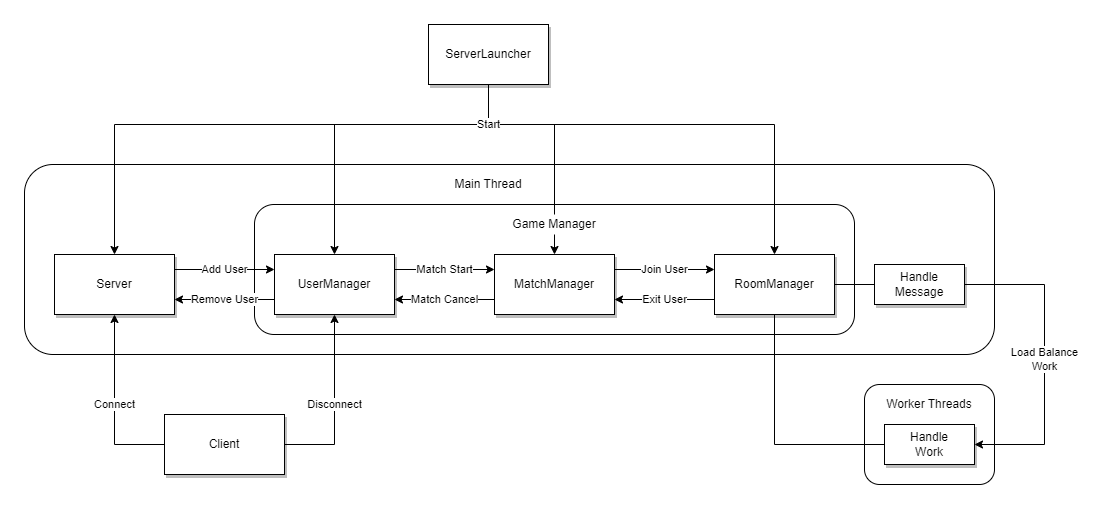 ServerLauncher
Start
Main Thread
Game Manager
Server
Add User
Remove User
UserManager
Match Start
Match Cancel
MatchManager
Join User
Exit User
RoomManager
Handle
Message
Load Balance
Work
Connect
Disconnect
Client
Worker Threads
Handle
Work